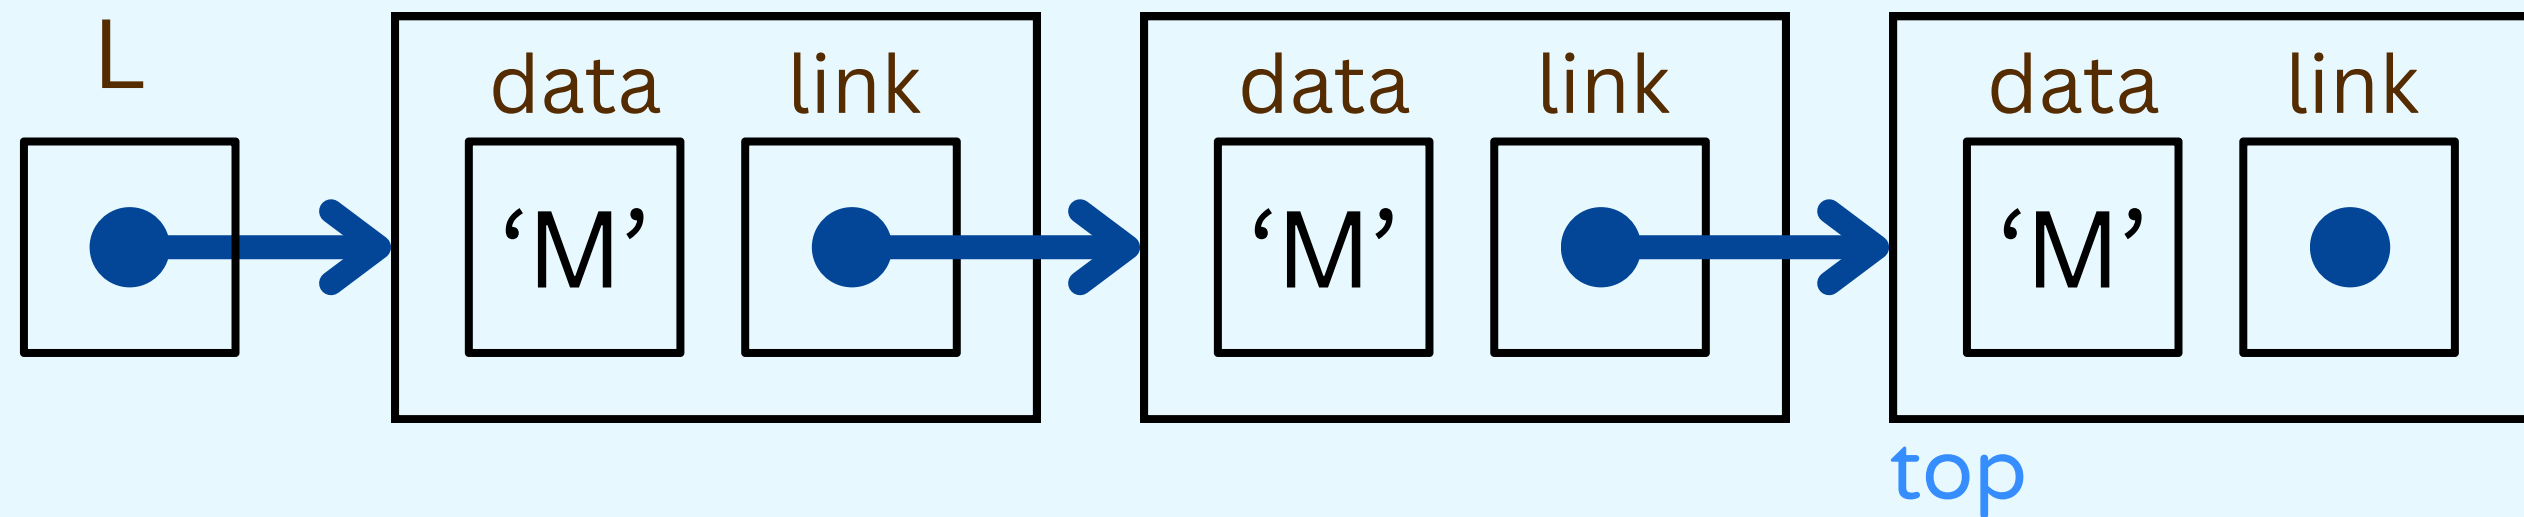 L
data link data link data link
‘M’ ‘M’ ‘M’
top